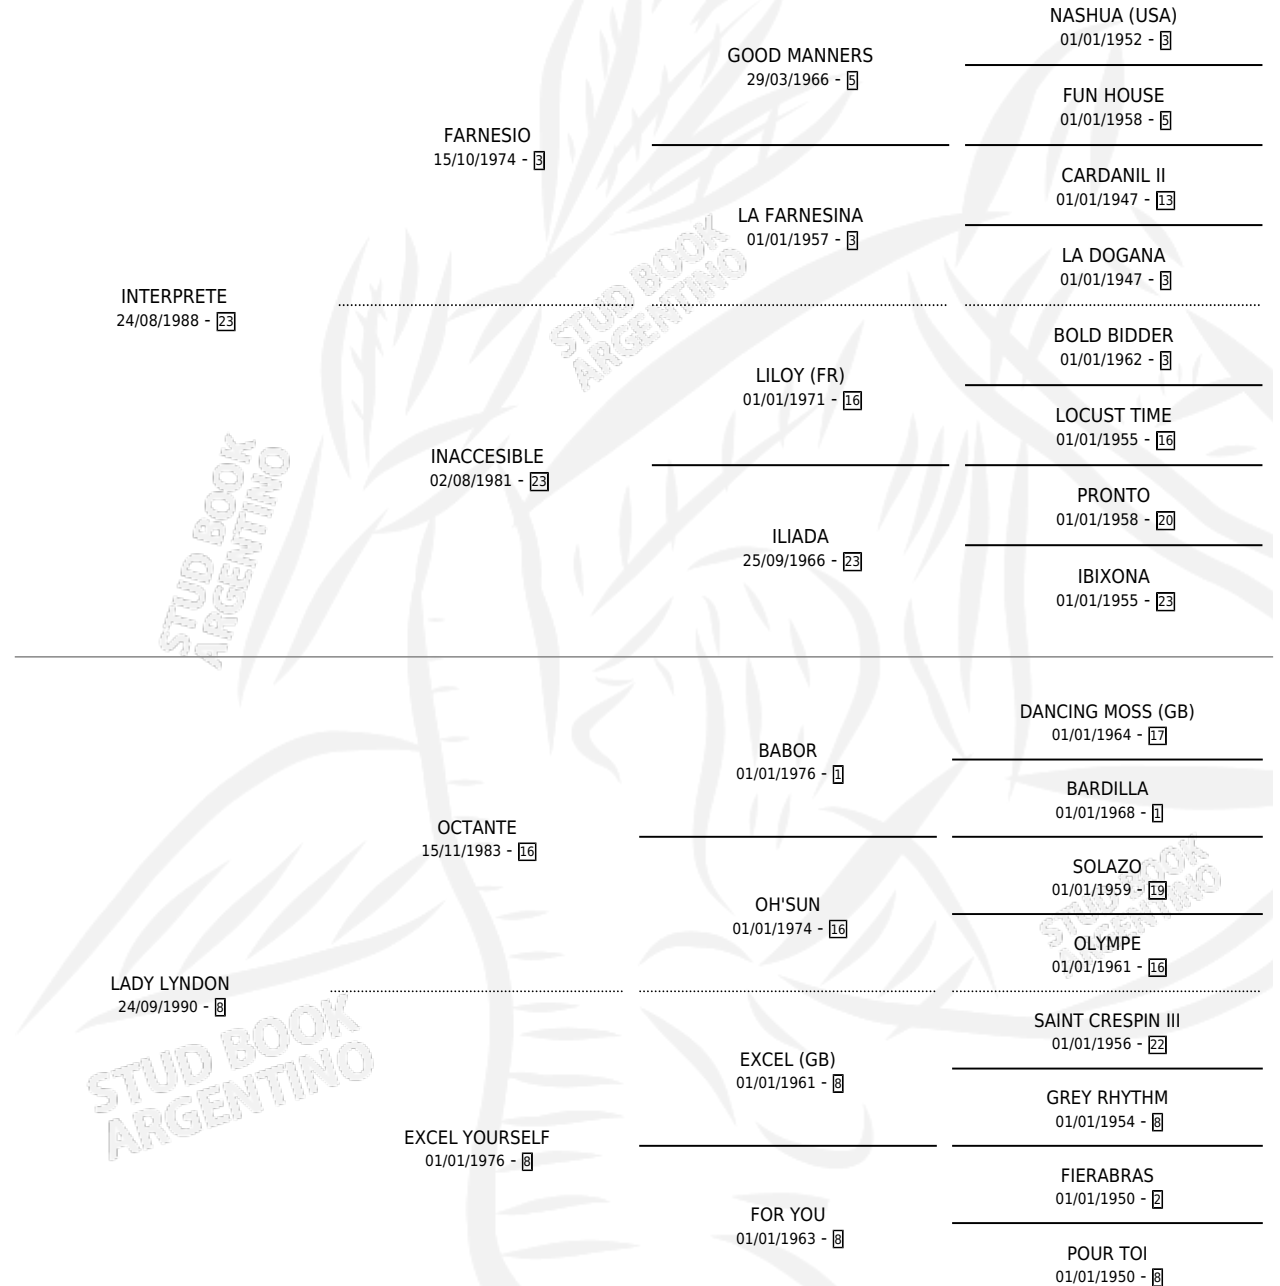 NASHUA (USA)
01/01/1952 - 3
GOOD MANNERS
29/03/1966 - 5
FUN HOUSE
01/01/1958 - 5
FARNESIO
15/10/1974 - 3
CARDANIL II
01/01/1947 - 13
LA FARNESINA
01/01/1957 - 3
LA DOGANA
01/01/1947 - 3
INTERPRETE
24/08/1988 - 23
BOLD BIDDER
01/01/1962 - 3
LILOY (FR)
01/01/1971 - 16
LOCUST TIME
01/01/1955 - 16
INACCESIBLE
02/08/1981 - 23
PRONTO
01/01/1958 - 20
ILIADA
25/09/1966 - 23
IBIXONA
01/01/1955 - 23
STUD BOOK
ARGENTINO
STUD BOOK
ARGENTINO
DANCING MOSS (GB)
01/01/1964 - 17
BABOR
01/01/1976 - 1
BARDILLA
01/01/1968 - 1
OCTANTE
15/11/1983 - 16
SOLAZO
01/01/1959 - 19
OH'SUN
01/01/1974 - 16
OLYMPE
01/01/1961 - 16
LADY LYNDON
24/09/1990 - 8
SAINT CRESPIN III
01/01/1956 - 22
EXCEL (GB)
01/01/1961 - 8
GREY RHYTHM
01/01/1954 - 8
EXCEL YOURSELF
01/01/1976 - 8
FIERABRAS
01/01/1950 - 2
FOR YOU
01/01/1963 - 8
POUR TOI
01/01/1950 - 8
STUD BOOK
ARGENTINO
STUD BOOK
ARGENTINO